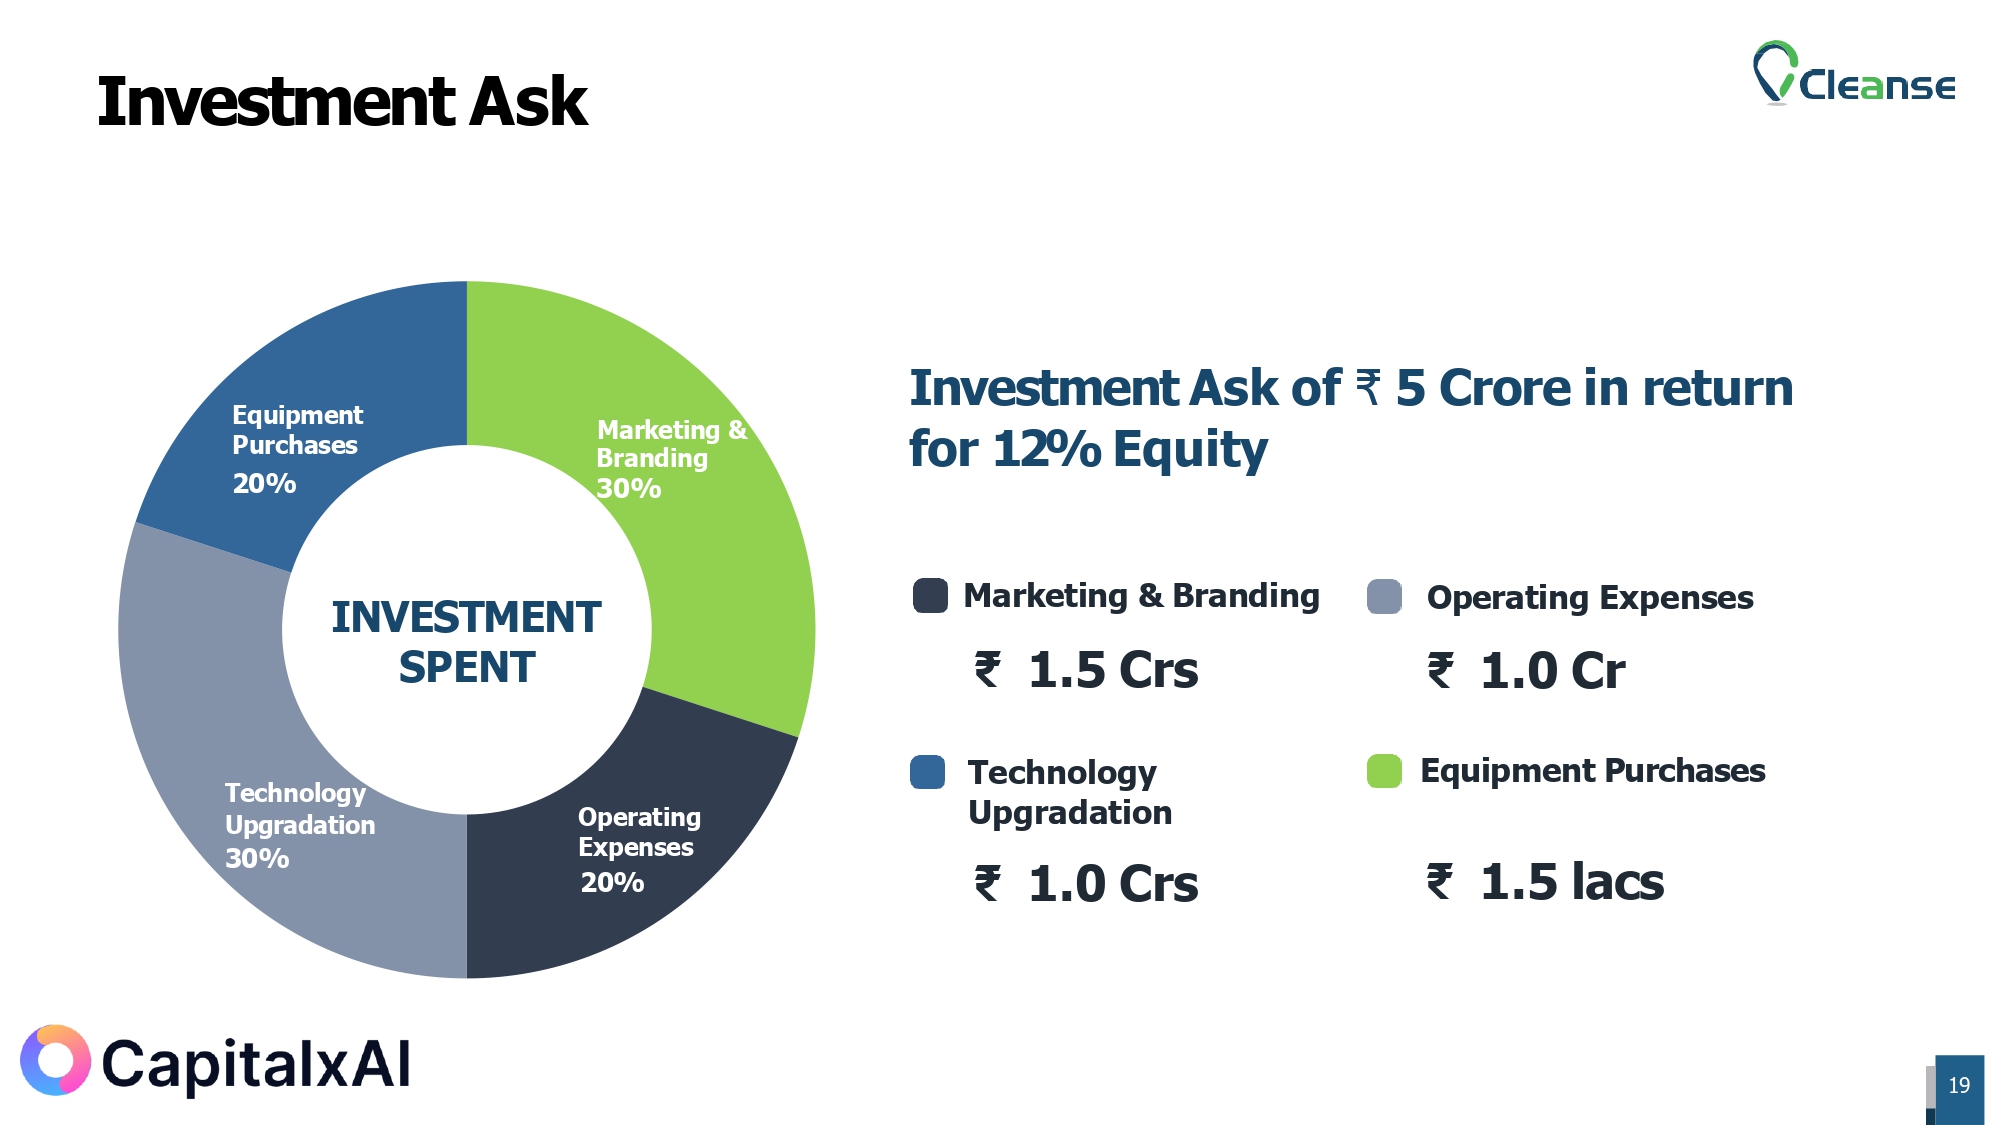 Investment Ask
Cleanse
Equipment
Purchases
20%
Marketing &
Branding
30%
INVESTMENT
SPENT
Technology
Upgradation
30%
Operating
Expenses
20%
Investment Ask of ₹ 5 Crore in return
for 12% Equity
Marketing & Branding
₹ 1.5 Crs
Operating Expenses
₹ 1.0 Cr
Technology
Upgradation
₹ 1.0 Crs
Equipment Purchases
₹ 1.5 lacs
CapitalxAI
19